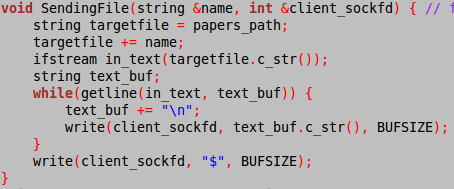 void SendingFile(string &name, int &client_sockfd) { //
    string targetfile = papers_path;
    targetfile += name;
    ifstream in_text(targetfile.c_str());
    string text_buf;
    while(getline(in_text, text_buf)) {
        text_buf += "\n";
        write(client_sockfd, text_buf.c_str(), BUFSIZE);
    }
    write(client_sockfd, "$", BUFSIZE);
}